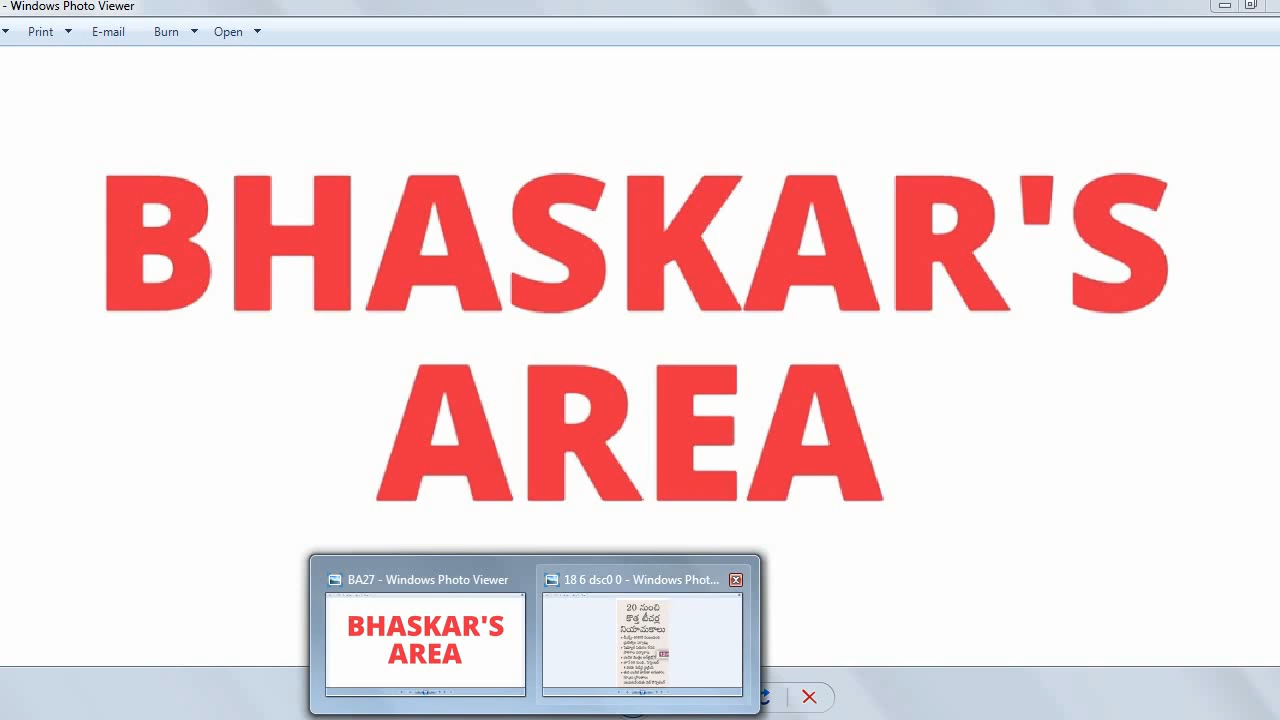 - Windows Photo Viewer
Print E-mail Burn Open
BHASKAR'S
AREA
BA27 - Windows Photo Viewer
18 6 dsc0 0 - Windows Phot...
BHASKAR'S
AREA
20 నుంచి
కొత్త టీచర్ల
నియామకాలు